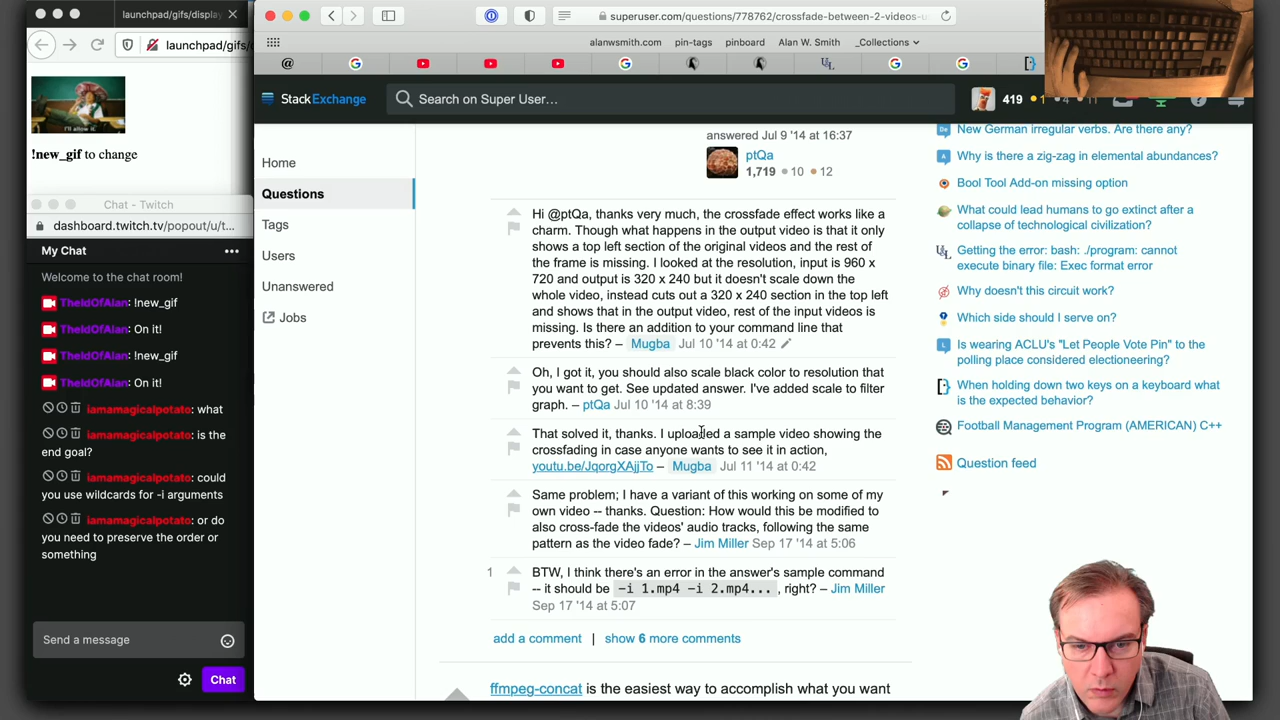 launchpad/gifs/display
launchpad/gifs/
I'll allow it.
!new_gif to change
Chat - Twitch
dashboard.twitch.tv/popout/u/t...
My Chat
Welcome to the chat room!
TheIdOfAlan: !new_gif
TheIdOfAlan: On it!
TheIdOfAlan: !new_gif
TheIdOfAlan: On it!
iamamagicalpotato: what
iamamagicalpotato: is the
end goal?
iamamagicalpotato: could
you use wildcards for -i arguments
iamamagicalpotato: or do
you need to preserve the order or
something
Send a message
Chat
superuser.com/questions/778762/crossfade-between-2-videos-u
alanwsmith.com pin-tags pinboard Alan W. Smith _Collections
StackExchange
Search on Super User...
419
Home
Questions
Tags
Users
Unanswered
Jobs
answered Jul 9 '14 at 16:37
ptQa
1,719 10 12
Hi @ptQa, thanks very much, the crossfade effect works like a
charm. Though what happens in the output video is that it only
shows a top left section of the original videos and the rest of
the frame is missing. I looked at the resolution, input is 960 x
720 and output is 320 x 240 but it doesn't scale down the
whole video, instead cuts out a 320 x 240 section in the top left
and shows that in the output video, rest of the input videos is
missing. Is there an addition to your command line that
prevents this? – Mugba Jul 10 '14 at 0:42
Oh, I got it, you should also scale black color to resolution that
you want to get. See updated answer. I've added scale to filter
graph. – ptQa Jul 10 '14 at 8:39
That solved it, thanks. I uploaded a sample video showing the
crossfading in case anyone wants to see it in action,
youtu.be/JqorgXAjjTo – Mugba Jul 11 '14 at 0:42
Same problem; I have a variant of this working on some of my
own video -- thanks. Question: How would this be modified to
also cross-fade the videos' audio tracks, following the same
pattern as the video fade? – Jim Miller Sep 17 '14 at 5:06
1 BTW, I think there's an error in the answer's sample command
-- it should be -i 1.mp4 -i 2.mp4... , right? – Jim Miller
Sep 17 '14 at 5:07
add a comment | show 6 more comments
ffmpeg-concat is the easiest way to accomplish what you want
New German irregular verbs. Are there any?
Why is there a zig-zag in elemental abundances?
Bool Tool Add-on missing option
What could lead humans to go extinct after a
collapse of technological civilization?
Getting the error: bash: ./program: cannot
execute binary file: Exec format error
Why doesn't this circuit work?
Which side should I serve on?
Is wearing ACLU's "Let People Vote Pin" to the
polling place considered electioneering?
When holding down two keys on a keyboard what
is the expected behavior?
Football Management Program (AMERICAN) C++
Question feed